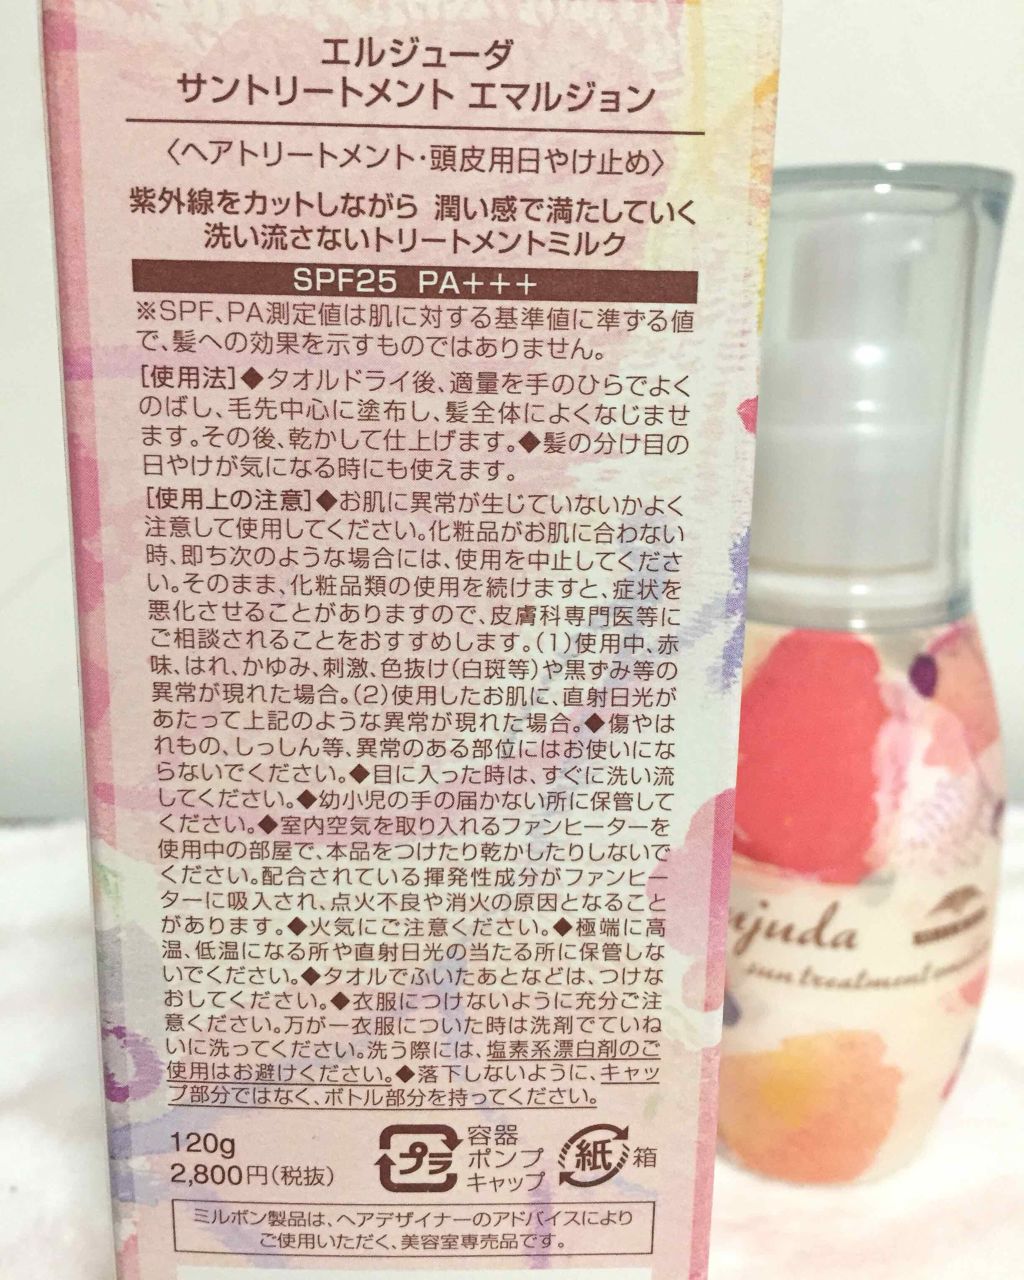 エルジューダ
サントリートメント エマルジョン
〈ヘアトリートメント・頭皮用日やけ止め〉
紫外線をカットしながら 潤い感で満たしていく
洗い流さないトリートメントミルク
SPF25 PA+++
※SPF、PA測定値は肌に対する基準値に準ずる値
で、髪への効果を示すものではありません。
[使用法]◆タオルドライ後、適量を手のひらでよく
のばし、毛先中心に塗布し、髪全体によくなじませ
ます。その後、乾かして仕上げます。◆髪の分け目の
日やけが気になる時にも使えます。
[使用上の注意]◆お肌に異常が生じていないかよく
注意して使用してください。化粧品がお肌に合わない
時、即ち次のような場合には、使用を中止してくださ
い。そのまま、化粧品類の使用を続けますと、症状を
悪化させることがありますので、皮膚科専門医等に
ご相談されることをおすすめします。(1)使用中、赤
味、はれ、かゆみ、刺激、色抜け(白斑等)や黒ずみ等の
異常が現れた場合。(2)使用したお肌に、直射日光が
あたって上記のような異常が現れた場合。◆傷やは
れもの、しっしん等、異常のある部位にはお使いにな
らないでください。◆目に入った時は、すぐに洗い流
してください。◆幼小児の手の届かない所に保管して
ください。◆室内空気を取り入れるファンヒーターを
使用中の部屋で、本品をつけたり乾かしたりしないで
ください。配合されている揮発性成分がファンヒー
ターに吸入され、点火不良や消火の原因となること
があります。◆火気にご注意ください。◆極端に高
温、低温になる所や直射日光の当たる所に保管しな
いでください。◆タオルでふいたあとなどは、つけな
おしてください。◆衣服につけないように充分ご注
意ください。万が一衣服についた時は洗剤でていね
いに洗ってください。洗う際には、塩素系漂白剤のご
使用はお避けください。◆落下しないように、キャッ
プ部分ではなく、ボトル部分を持ってください。
120g
2,800円(税抜)
プラ
容器
ポンプ
キャップ
紙
箱
ミルボン製品は、ヘアデザイナーのアドバイスにより
ご使用いただく、美容室専売品です。
ujuda
sun treatment